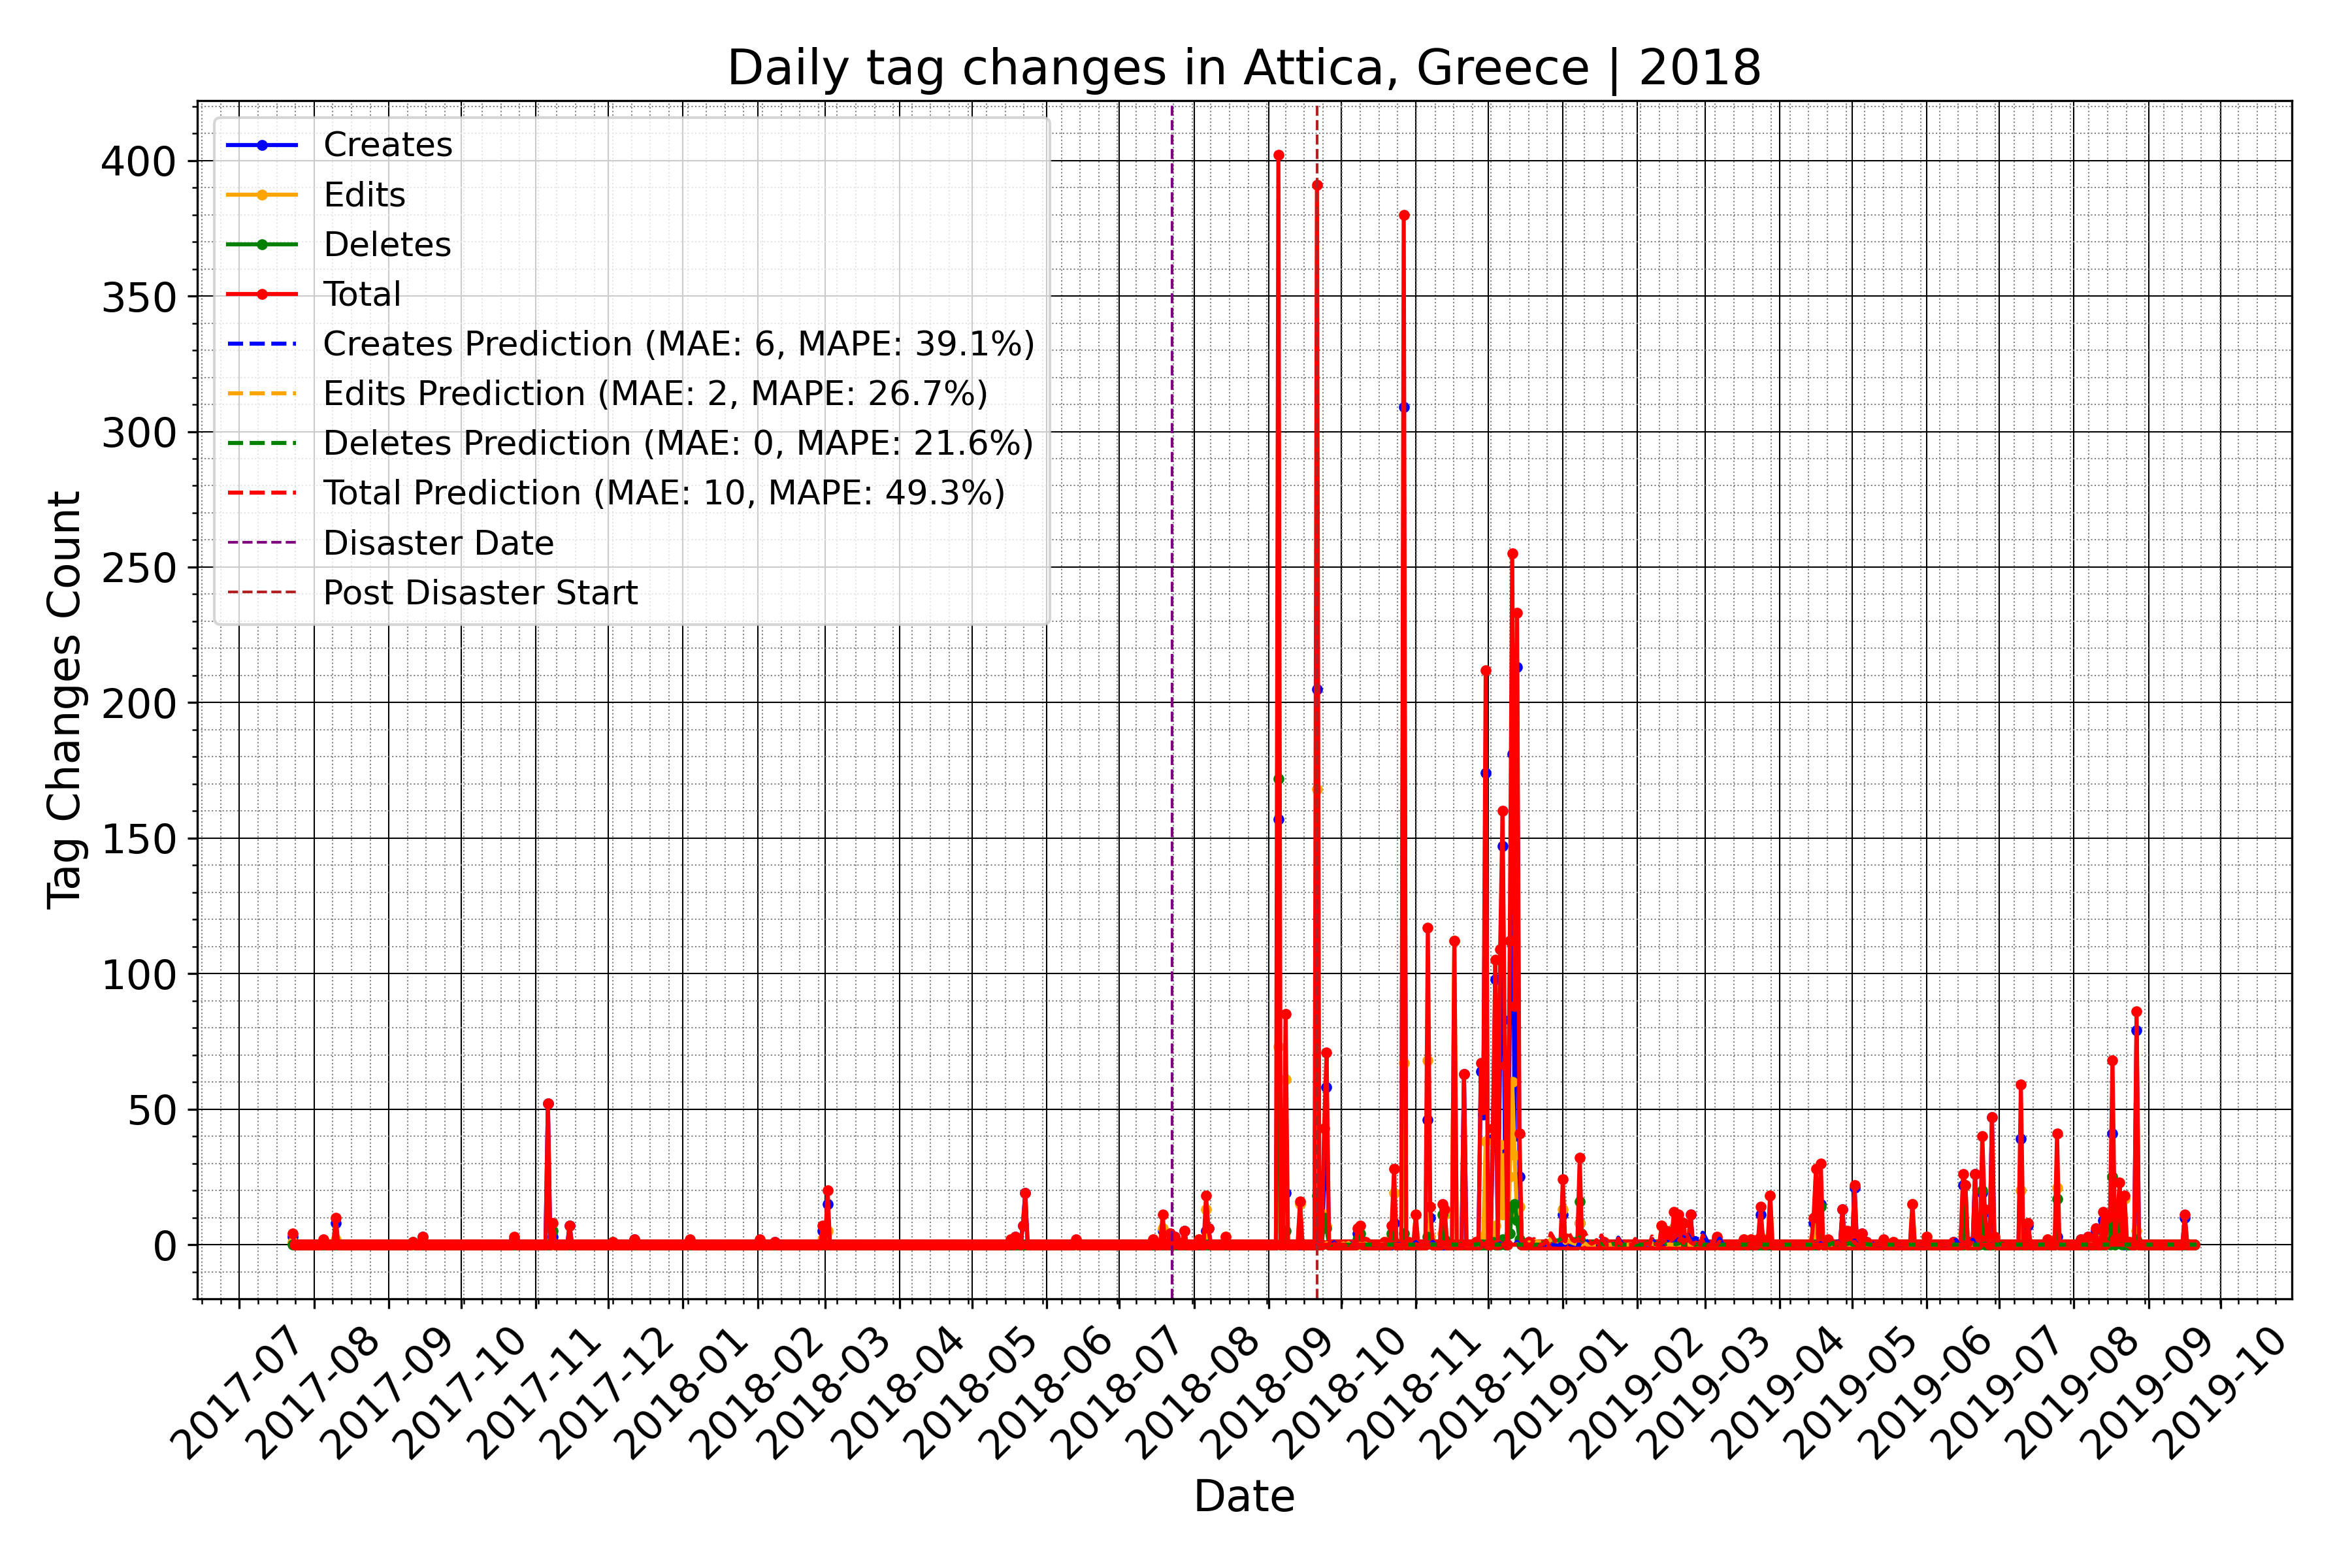 Daily tag changes in Attica, Greece | 2018
Creates
Edits
Deletes
Total
Creates Prediction (MAE: 6, MAPE: 39.1%)
Edits Prediction (MAE: 2, MAPE: 26.7%)
Deletes Prediction (MAE: 0, MAPE: 21.6%)
Total Prediction (MAE: 10, MAPE: 49.3%)
Disaster Date
Post Disaster Start
Tag Changes Count
400
350
300
250
200
150
100
50
0
2017-07
2017-08
2017-09
2017-10
2017-11
2017-12
2018-01
2018-02
2018-03
2018-04
2018-05
2018-06
2018-07
2018-08
2018-09
2018-10
2018-11
2018-12
2019-01
2019-02
2019-03
2019-04
2019-05
2019-06
2019-07
2019-08
2019-09
2019-10
Date